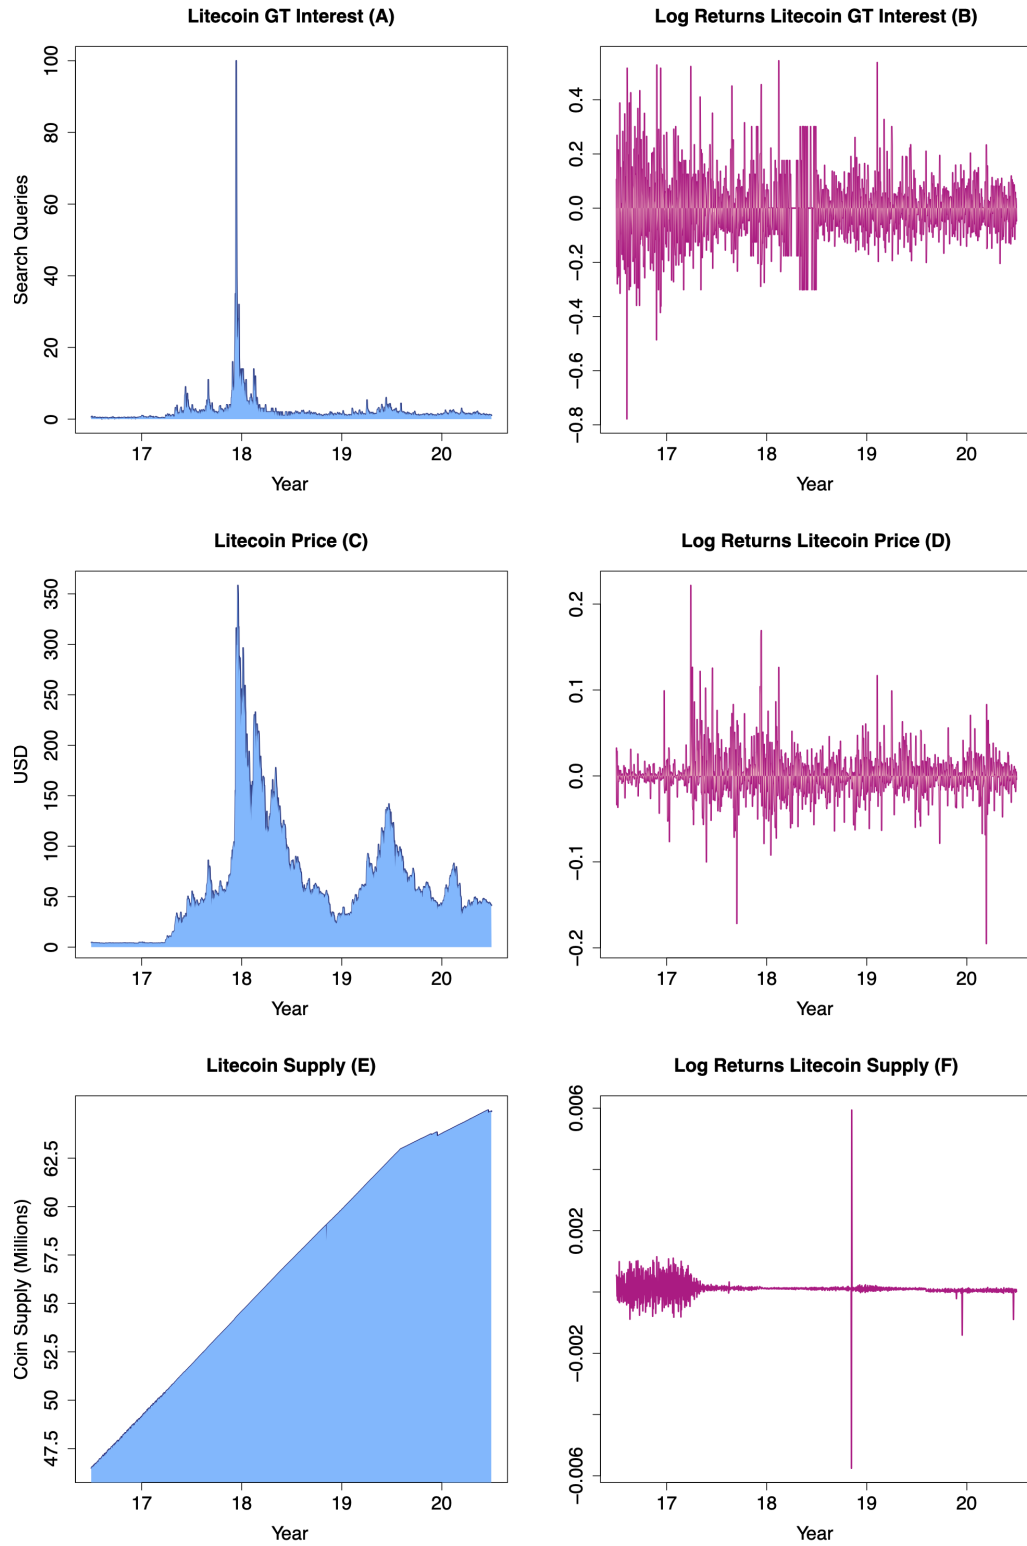 Litecoin GT Interest (A)
Search Queries
100
80
60
40
20
0
17 18 19 20
Year
Log Returns Litecoin GT Interest (B)
0.4
0.2
0.0
−0.2
−0.4
−0.6
−0.8
17 18 19 20
Year
Litecoin Price (C)
USD
350
300
250
200
150
100
50
0
17 18 19 20
Year
Log Returns Litecoin Price (D)
0.2
0.1
0.0
−0.1
−0.2
17 18 19 20
Year
Litecoin Supply (E)
Coin Supply (Millions)
62.5
60
57.5
55
52.5
50
47.5
17 18 19 20
Year
Log Returns Litecoin Supply (F)
0.006
0.002
−0.002
−0.006
17 18 19 20
Year